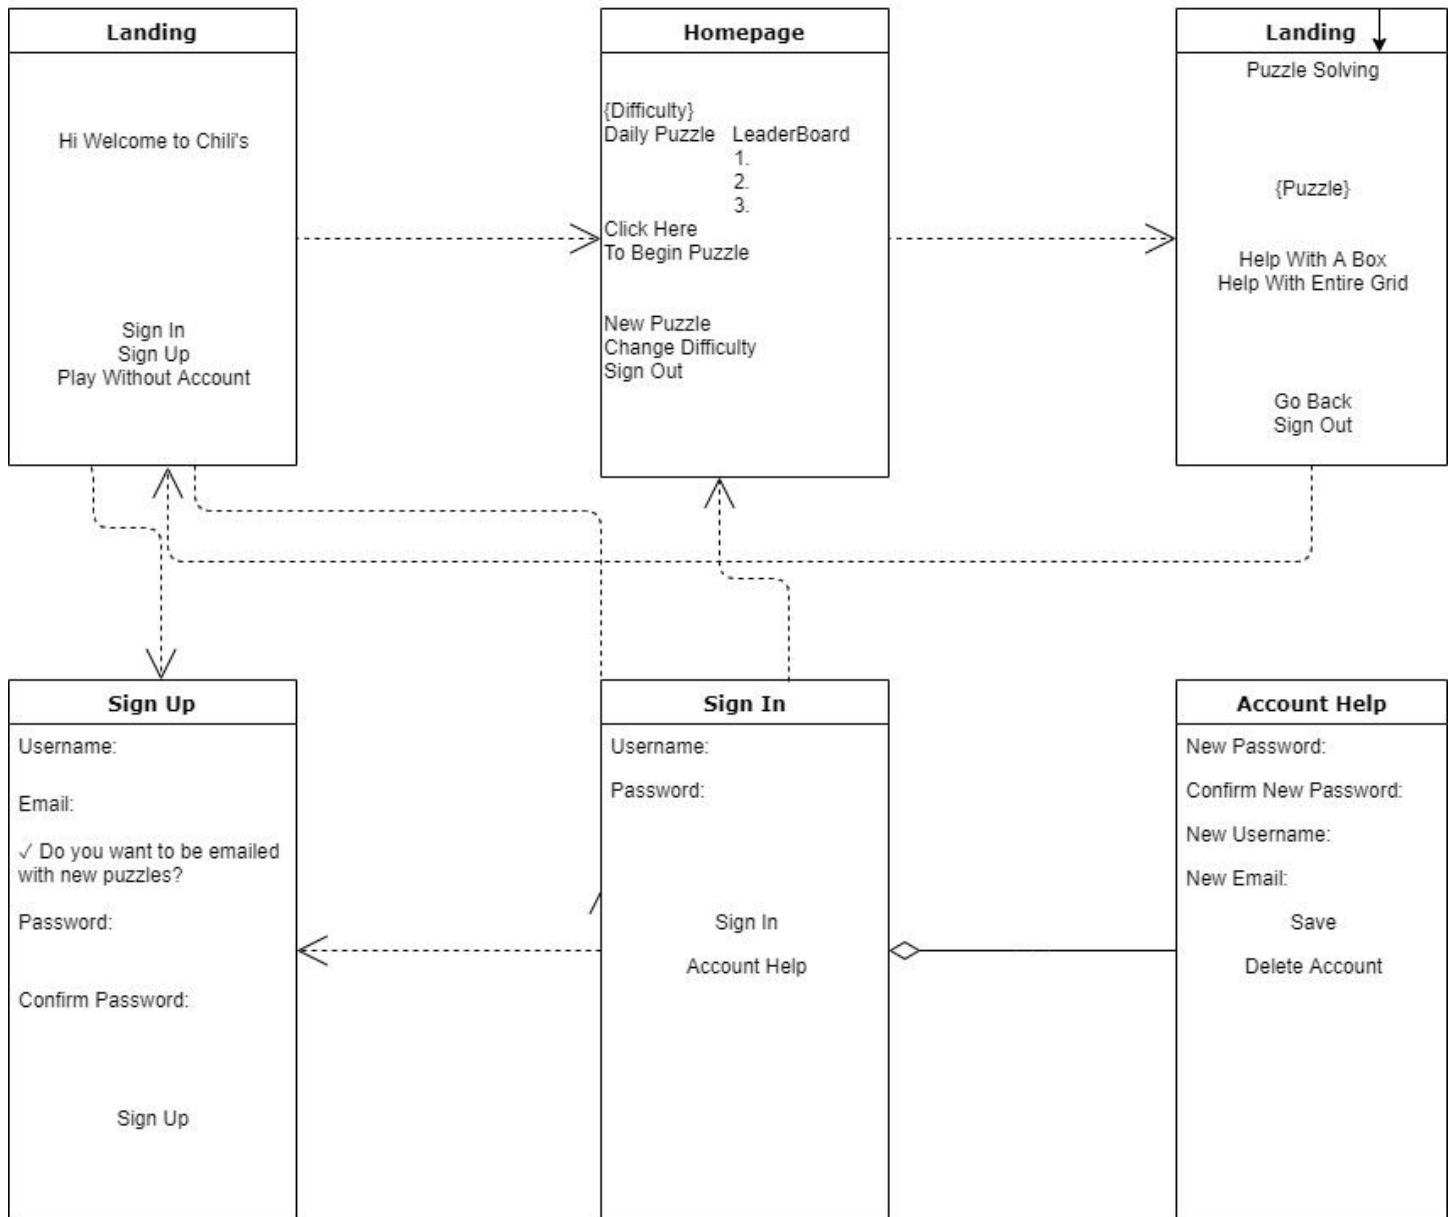 Landing
Hi Welcome to Chili's
Sign In
Sign Up
Play Without Account
Homepage
{Difficulty}
Daily Puzzle LeaderBoard
1.
2.
3.
Click Here
To Begin Puzzle
New Puzzle
Change Difficulty
Sign Out
Landing
Puzzle Solving
{Puzzle}
Help With A Box
Help With Entire Grid
Go Back
Sign Out
Sign Up
Username:
Email:
✓ Do you want to be emailed
with new puzzles?
Password:
Confirm Password:
Sign Up
Sign In
Username:
Password:
Sign In
Account Help
Account Help
New Password:
Confirm New Password:
New Username:
New Email:
Save
Delete Account